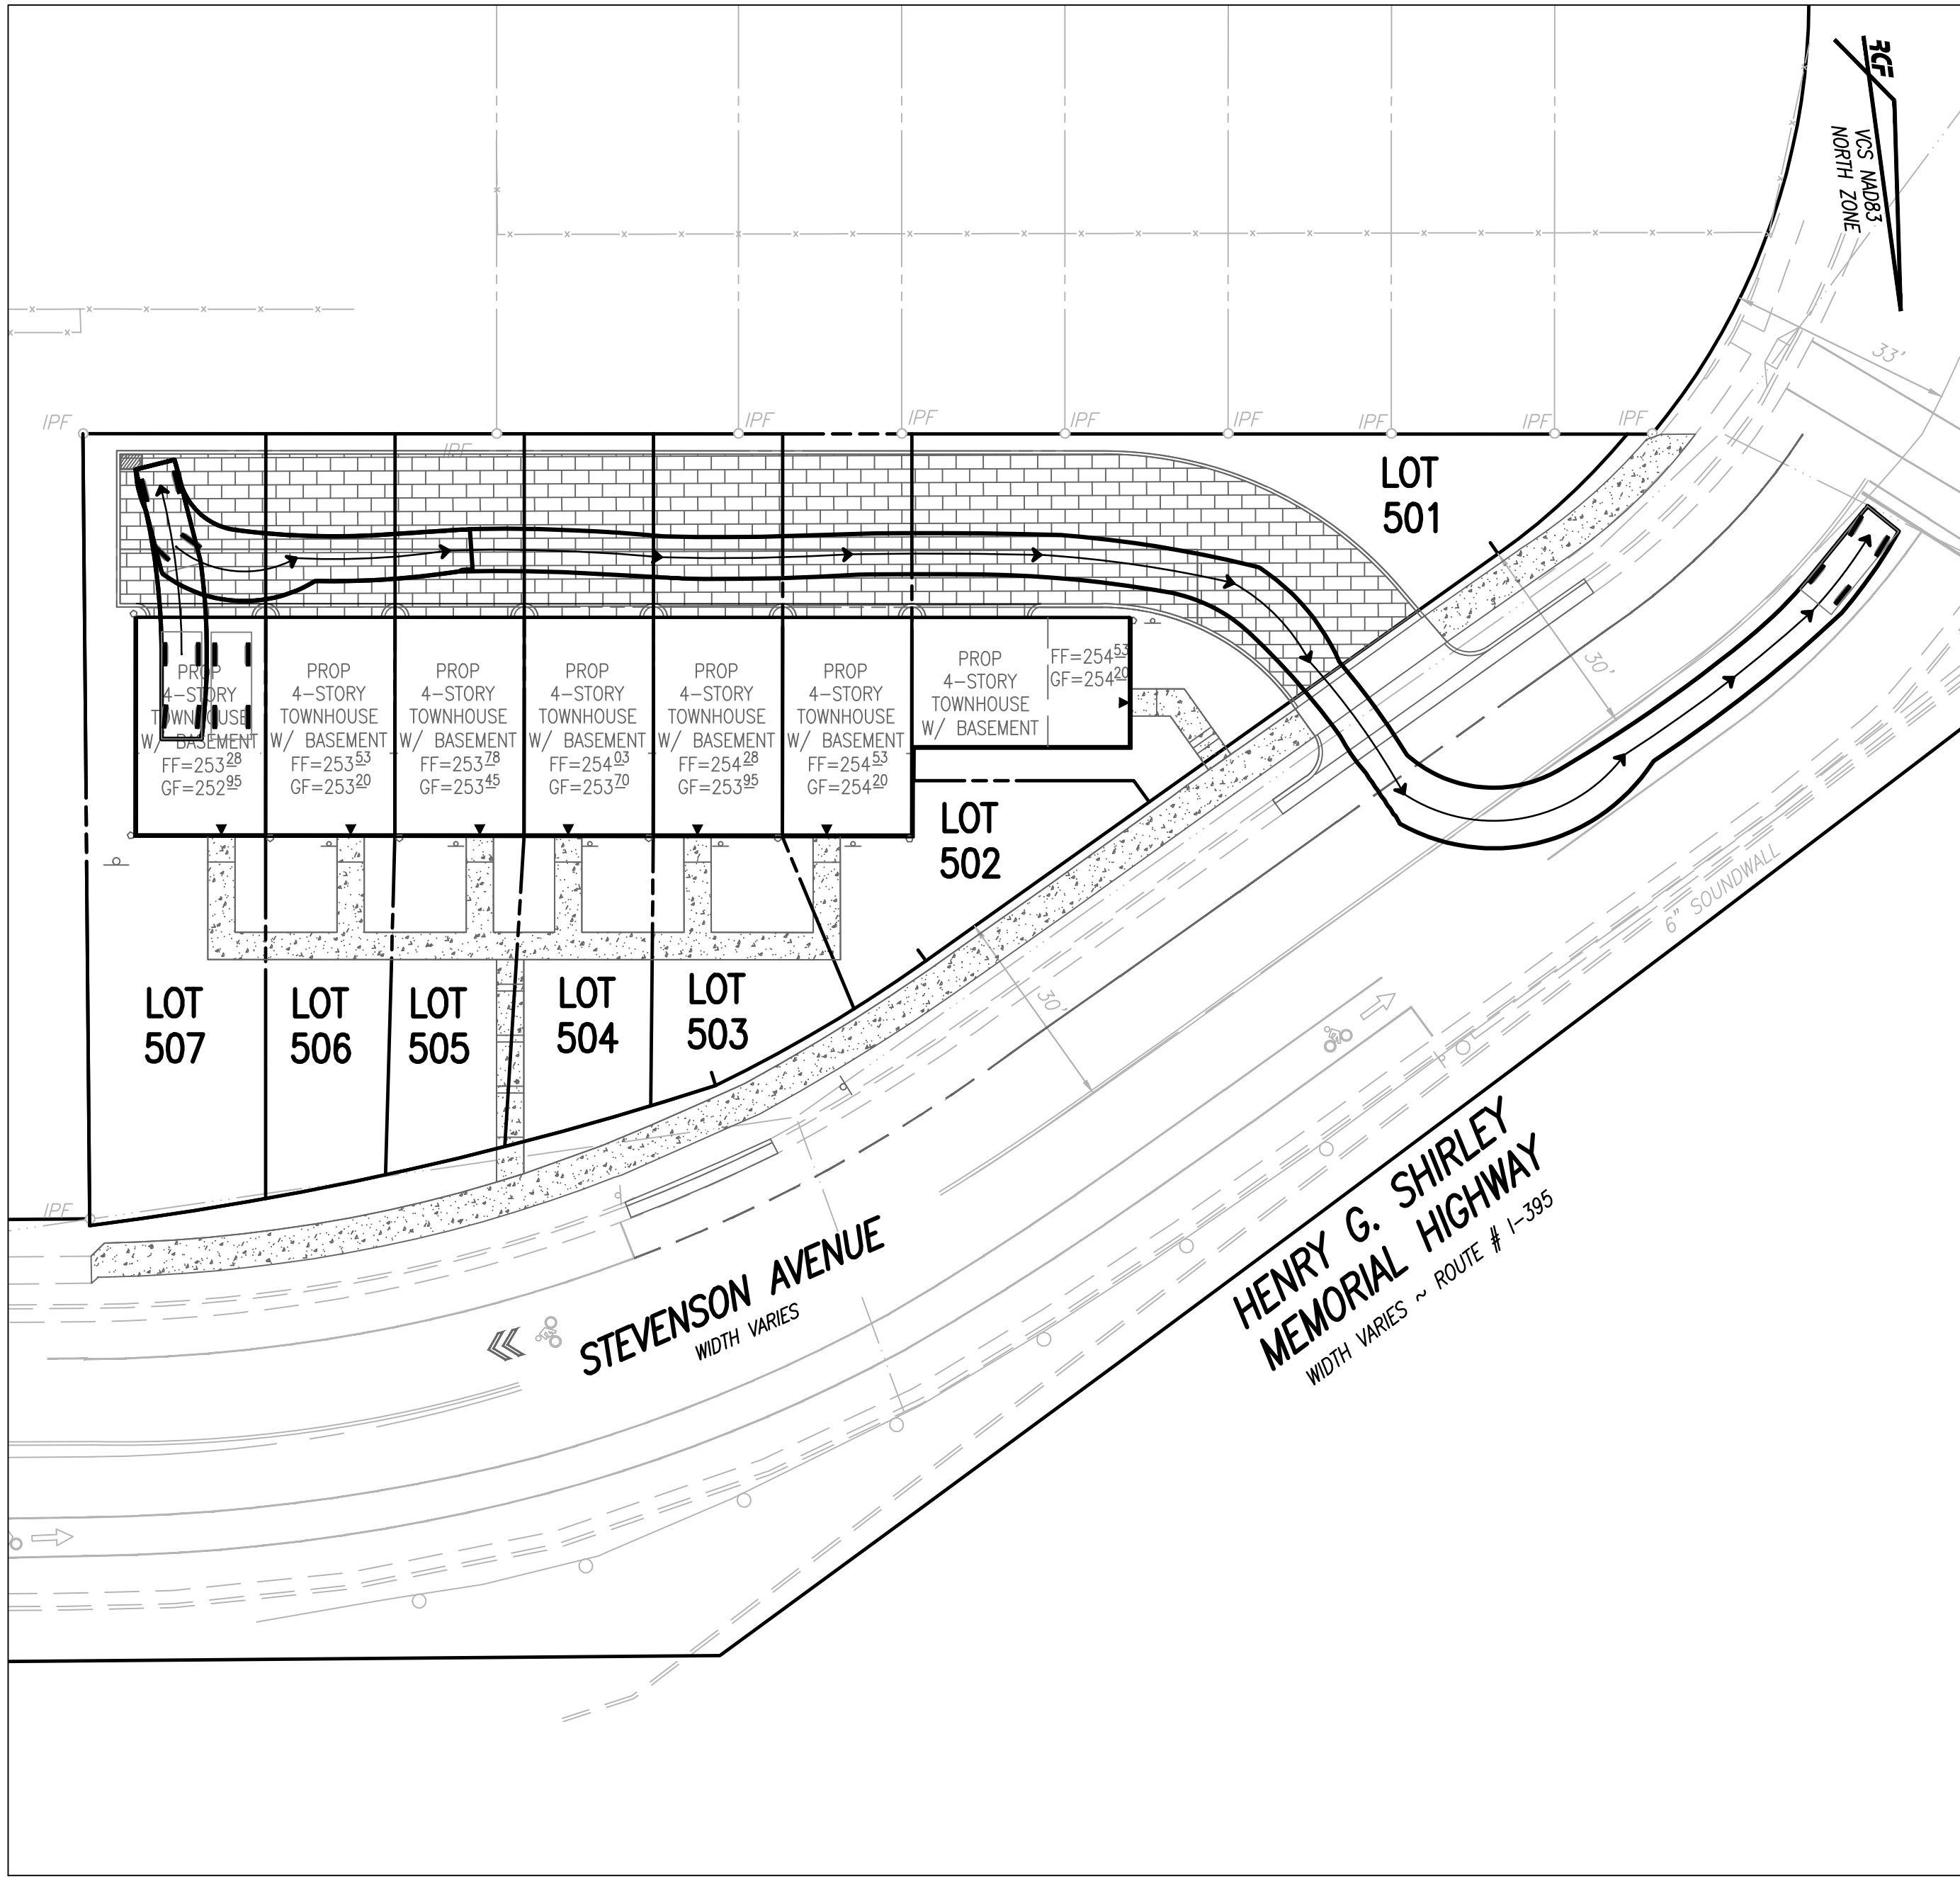 RGF
VCS NAD83
NORTH ZONE
33'
IPF
IPF
IPF
IPF
IPF
IPF
IPF
IPF
IPF
LOT
501
30'
PROP
4-STORY
TOWNHOUSE
W/ BASEMENT
FF=253 28
GF=252 95
PROP
4-STORY
TOWNHOUSE
W/ BASEMENT
FF=253 53
GF=253 20
PROP
4-STORY
TOWNHOUSE
W/ BASEMENT
FF=253 78
GF=253 45
PROP
4-STORY
TOWNHOUSE
W/ BASEMENT
FF=254 03
GF=253 70
PROP
4-STORY
TOWNHOUSE
W/ BASEMENT
FF=254 28
GF=253 95
PROP
4-STORY
TOWNHOUSE
W/ BASEMENT
FF=254 53
GF=254 20
PROP
4-STORY
TOWNHOUSE
W/ BASEMENT
FF=254 53
GF=254 20
LOT
502
6" SOUNDWALL
LOT
507
LOT
506
LOT
505
LOT
504
LOT
503
30'
IPF
STEVENSON AVENUE
WIDTH VARIES
HENRY G. SHIRLEY
MEMORIAL HIGHWAY
WIDTH VARIES ~ ROUTE # I-395